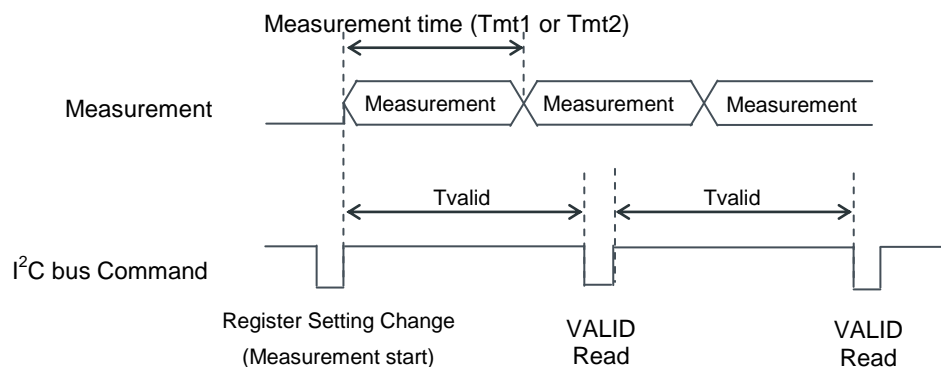 Measurement time (Tmt1 or Tmt2)
Measurement
Measurement
Measurement
Measurement
Tvalid
Tvalid
I²C bus Command
Register Setting Change
(Measurement start)
VALID
Read
VALID
Read